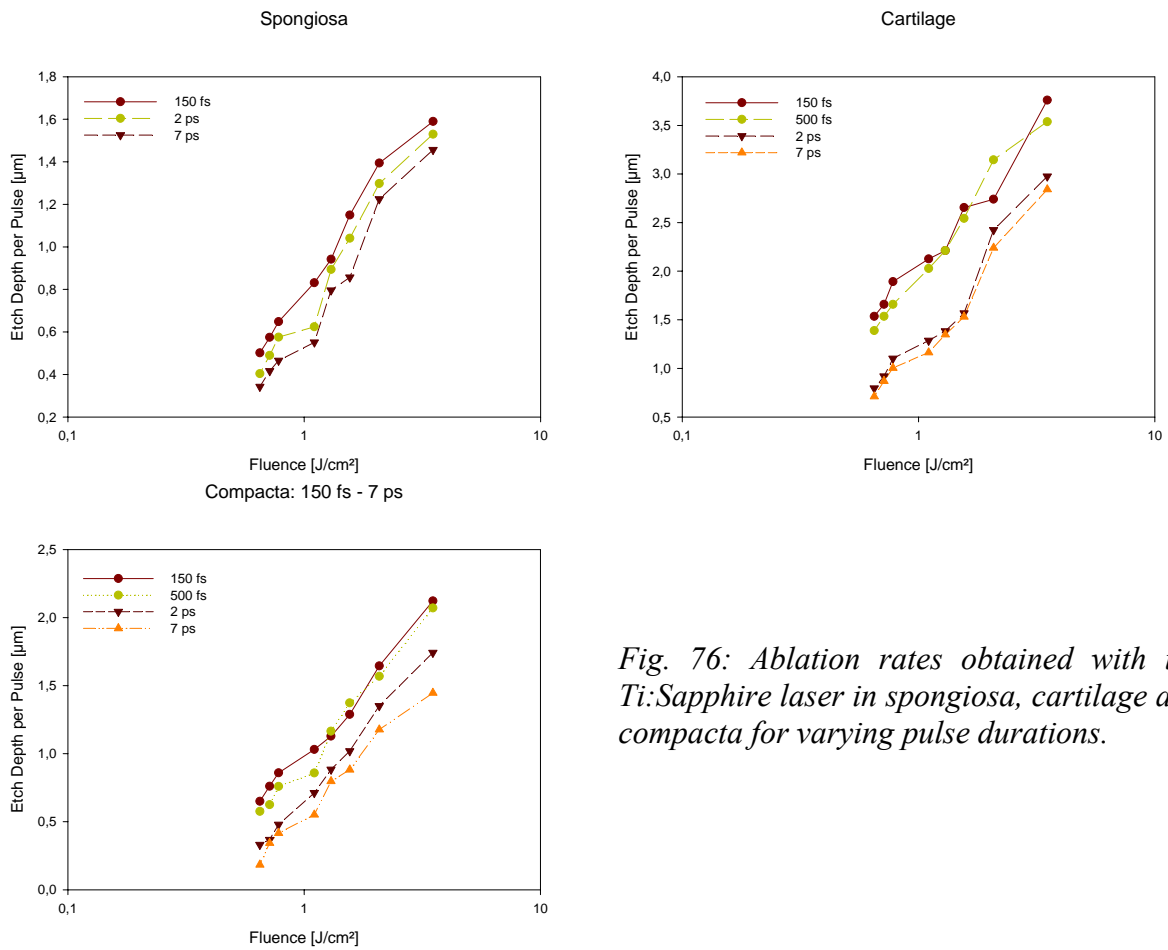 Spongiosa
1,8
1,6
1,4
1,2
1,0
0,8
0,6
0,4
0,2
Etch Depth per Pulse [µm]
150 fs
2 ps
7 ps
0,1
1
10
Fluence [J/cm²]
Cartilage
4,0
3,5
3,0
2,5
2,0
1,5
1,0
0,5
Etch Depth per Pulse [µm]
150 fs
500 fs
2 ps
7 ps
0,1
1
10
Fluence [J/cm²]
Compacta: 150 fs - 7 ps
2,5
2,0
1,5
1,0
0,5
0,0
Etch Depth per Pulse [µm]
150 fs
500 fs
2 ps
7 ps
0,1
1
10
Fluence [J/cm²]
Fig. 76: Ablation rates obtained with
Ti:Sapphire laser in spongiosa, cartilage
compacta for varying pulse durations.